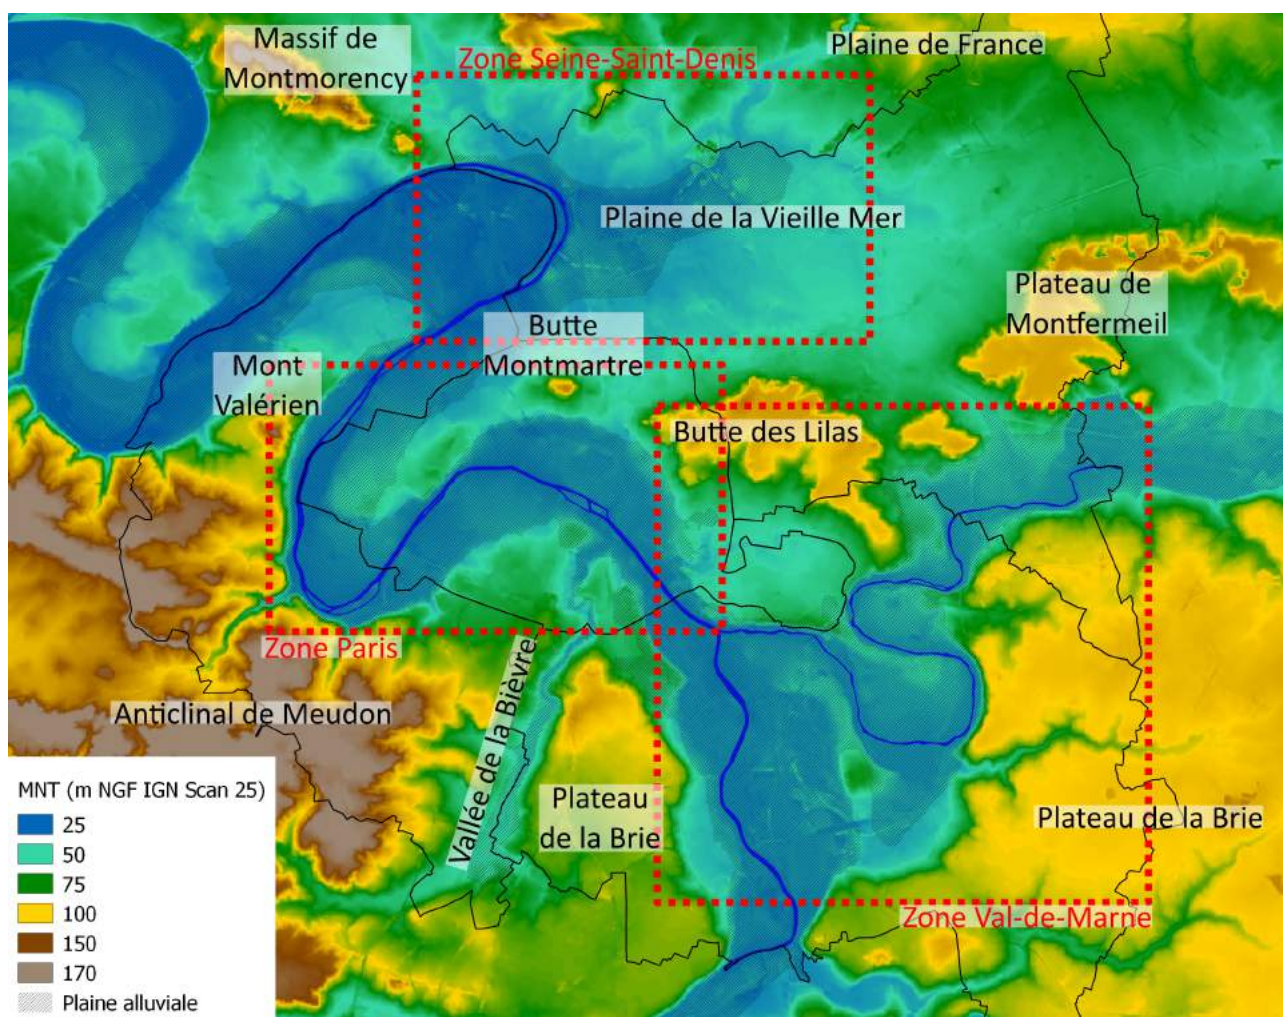 Massif de
Montmorency
Zone Seine-Saint-Denis
Plaine de France
Plaine de la Vieille Mer
Plateau de
Montfermeil
Butte
Montmartre
Mont
Valérien
Butte des Lilas
Zone Paris
Anticlinal de Meudon
Vallée de la Bièvre
Plateau
de la Brie
Plateau de la Brie
Zone Val-de-Marne
MNT (m NGF IGN Scan 25)
25
50
75
100
150
170
Plaine alluviale